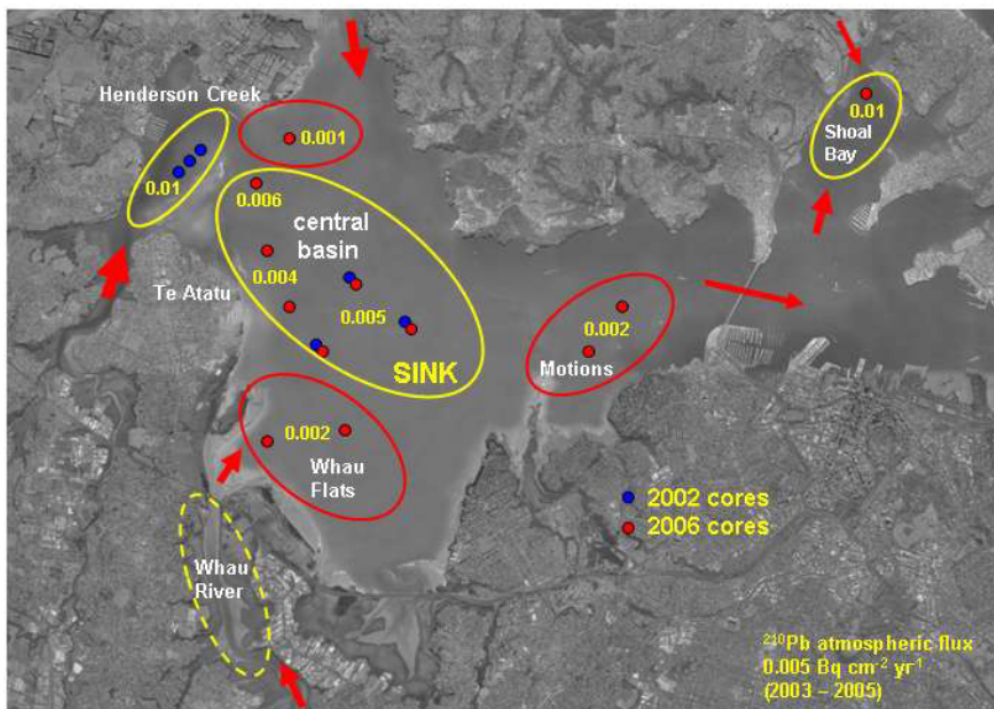 Henderson Creek
0.001
0.01
Shoal
Bay
0.01
0.006
central
basin
0.004
Te Atatu
0.005
0.002
SINK
Motions
0.002
Whau
Flats
2002 cores
2006 cores
Whau
River
²¹⁰Pb atmospheric flux
0.005 Bq cm⁻² yr⁻¹
(2003 – 2005)